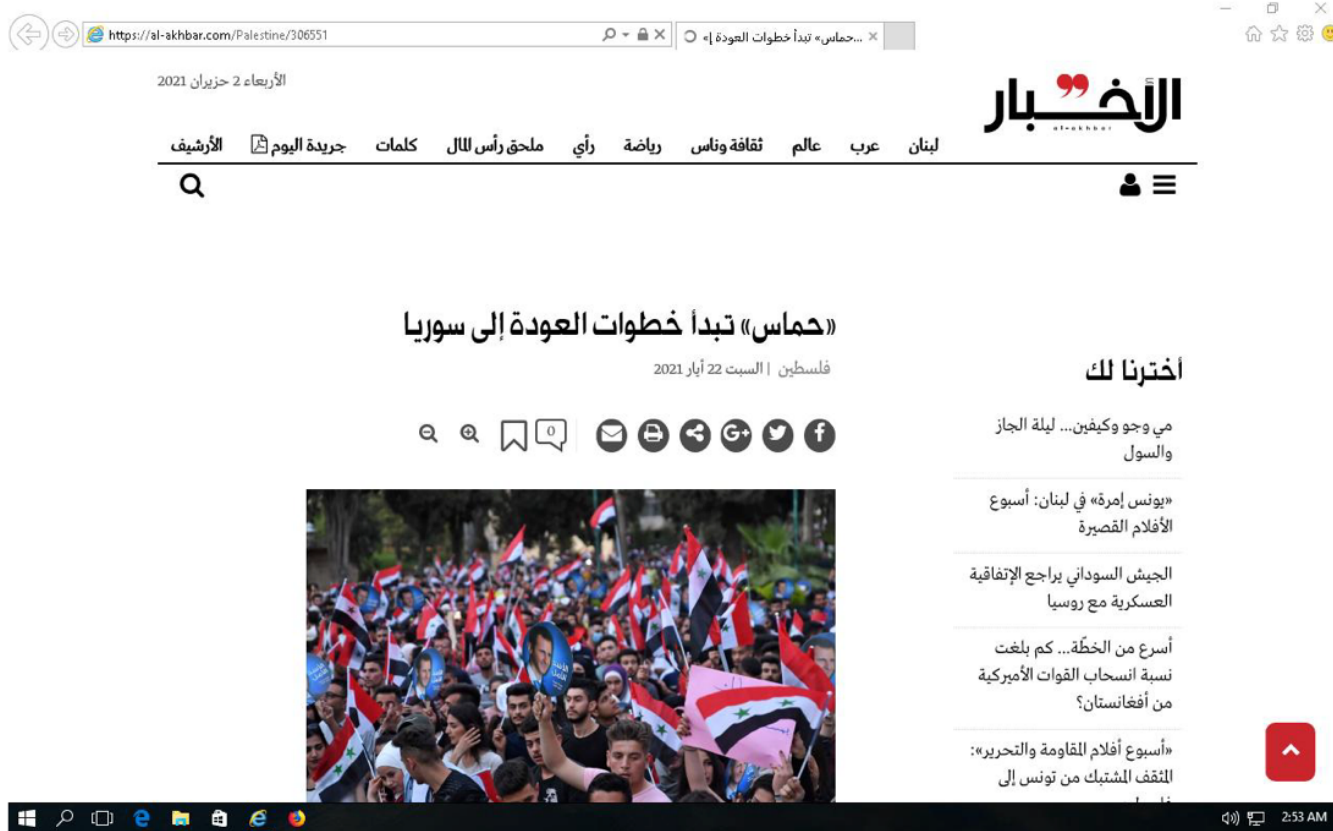 https://al-akhbar.com/Palestine/306551
...حماس» تبدأ خطوات العودة إ»
الأربعاء 2 حزيران 2021
الأخبار
al-akhbar
لبنان عرب عالم ثقافة وناس رياضة رأي ملحق رأس المال كلمات جريدة اليوم الأرشيف
«حماس» تبدأ خطوات العودة إلى سوريا
فلسطين | السبت 22 أيار 2021
0
أخترنا لك
مي وجو وكيفين... ليلة الجاز
والسول
«يونس إمرة» في لبنان: أسبوع
الأفلام القصيرة
الجيش السوداني يراجع الإتفاقية
العسكرية مع روسيا
أسرع من الخطّة... كم بلغت
نسبة انسحاب القوات الأميركية
من أفغانستان؟
«أسبوع أفلام المقاومة والتحرير»:
المثقف المشتبك من تونس إلى
2:53 AM